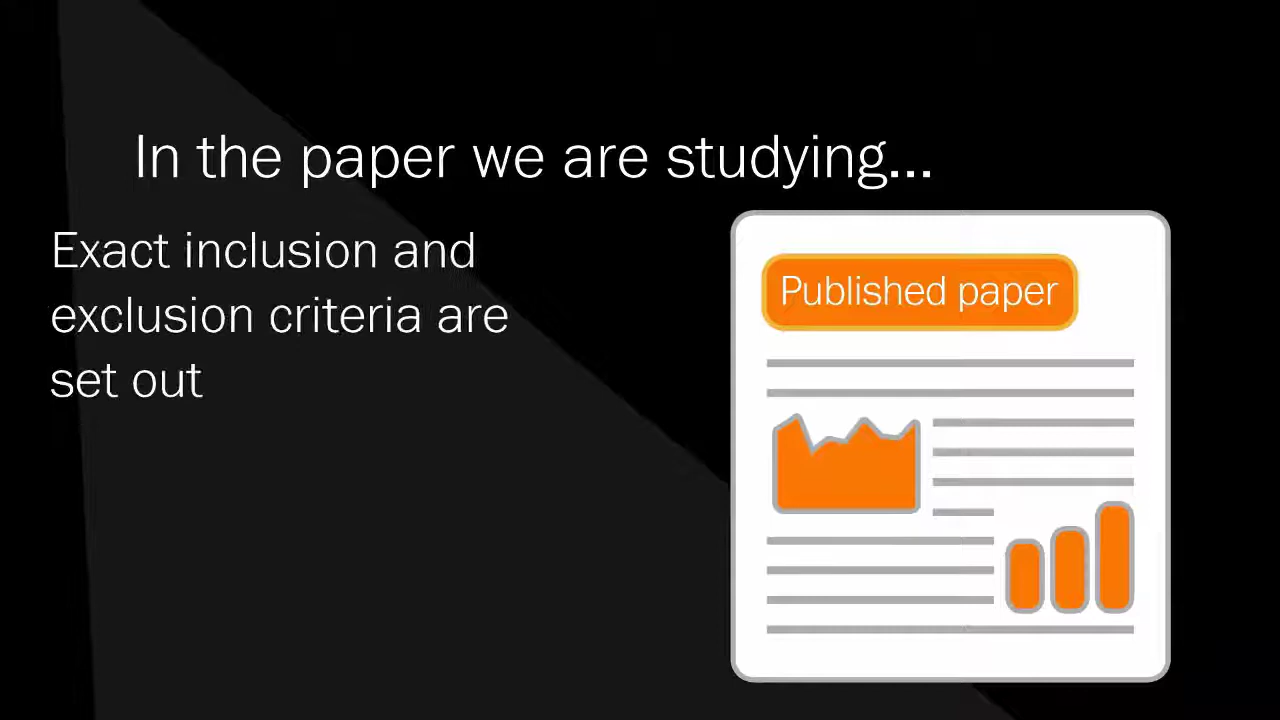 In the paper we are studying...
Exact inclusion and
exclusion criteria are
set out
Published paper